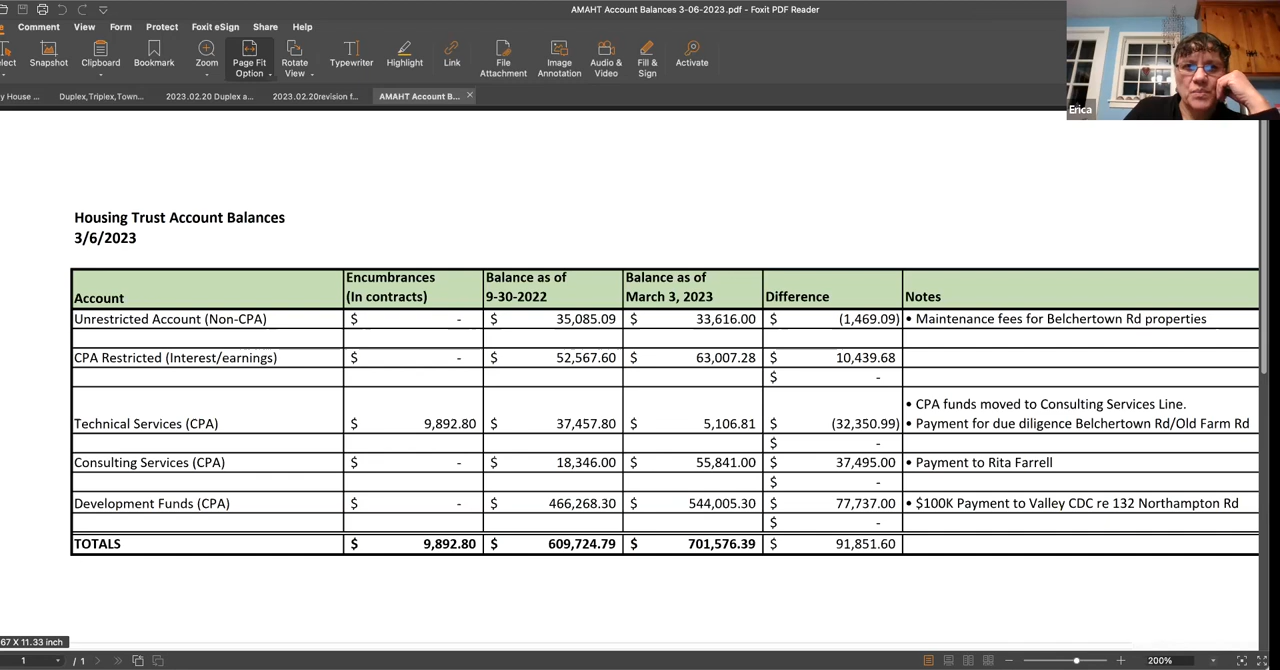 AMAHT Account Balances 3-06-2023.pdf - Foxit PDF Reader
Comment View Form Protect Foxit eSign Share Help
Snapshot Clipboard Bookmark Zoom Page Fit Option Rotate View Typewriter Highlight Link File Attachment Image Annotation Audio & Video Fill & Sign Activate
y House ... Duplex,Triplex,Town... 2023.02.20 Duplex a... 2023.02.20revision f... AMAHT Account B...
Erica
Housing Trust Account Balances
3/6/2023
Account Encumbrances (In contracts) Balance as of 9-30-2022 Balance as of March 3, 2023 Difference Notes
Unrestricted Account (Non-CPA) $ - $ 35,085.09 $ 33,616.00 $ (1,469.09) • Maintenance fees for Belchertown Rd properties
CPA Restricted (Interest/earnings) $ - $ 52,567.60 $ 63,007.28 $ 10,439.68
$ -
• CPA funds moved to Consulting Services Line.
Technical Services (CPA) $ 9,892.80 $ 37,457.80 $ 5,106.81 $ (32,350.99) • Payment for due diligence Belchertown Rd/Old Farm Rd
$ -
Consulting Services (CPA) $ - $ 18,346.00 $ 55,841.00 $ 37,495.00 • Payment to Rita Farrell
$ -
Development Funds (CPA) $ - $ 466,268.30 $ 544,005.30 $ 77,737.00 • $100K Payment to Valley CDC re 132 Northampton Rd
$ -
TOTALS $ 9,892.80 $ 609,724.79 $ 701,576.39 $ 91,851.60
67 X 11.33 inch
1 / 1 200%